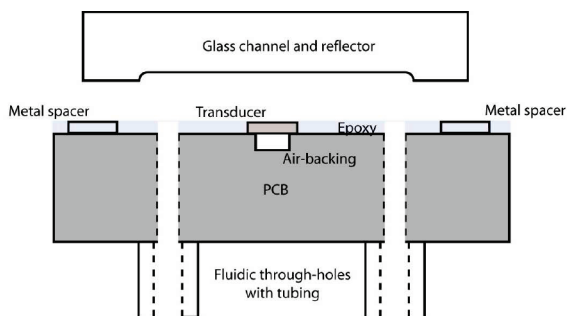 Glass channel and reflector
Metal spacer
Transducer
Metal spacer
Epoxy
Air-backing
PCB
Fluidic through-holes
with tubing